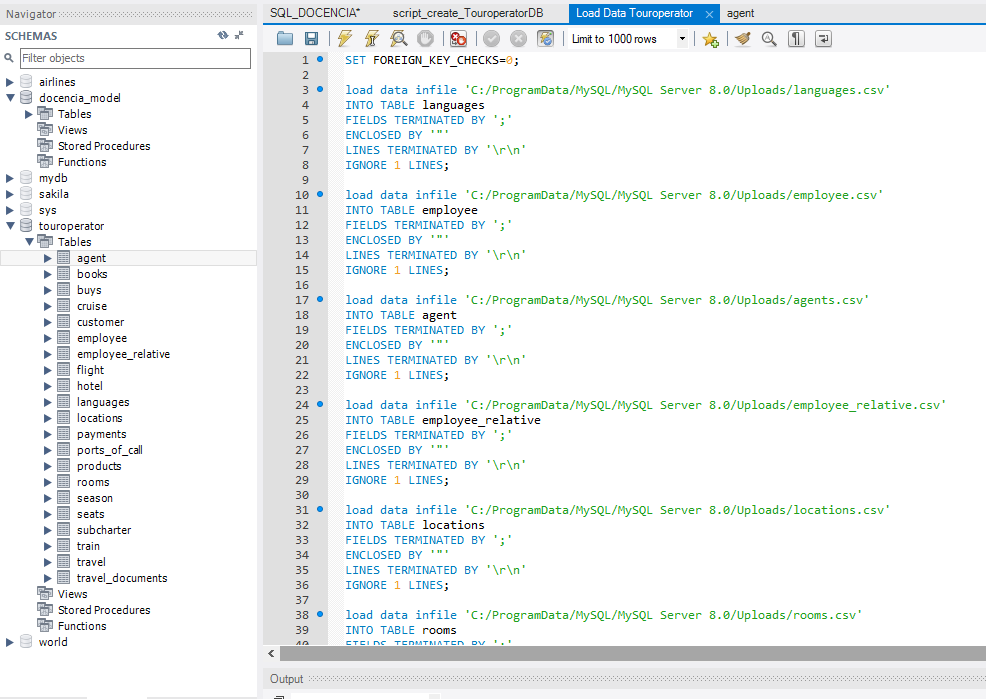 Navigator
SCHEMAS
Filter objects
airlines
docencia_model
Tables
Views
Stored Procedures
Functions
mydb
sakila
sys
touroperator
Tables
agent
books
buys
cruise
customer
employee
employee_relative
flight
hotel
languages
locations
payments
ports_of_call
products
rooms
season
seats
subcharter
train
travel
travel_documents
Views
Stored Procedures
Functions
world
SQL_DOCENCIA* script_create_TouroperatorDB Load Data Touroperator × agent
Limit to 1000 rows
1 SET FOREIGN_KEY_CHECKS=0;
2
3 load data infile 'C:/ProgramData/MySQL/MySQL Server 8.0/Uploads/languages.csv'
4 INTO TABLE languages
5 FIELDS TERMINATED BY ';'
6 ENCLOSED BY '"'
7 LINES TERMINATED BY '\r\n'
8 IGNORE 1 LINES;
9
10 load data infile 'C:/ProgramData/MySQL/MySQL Server 8.0/Uploads/employee.csv'
11 INTO TABLE employee
12 FIELDS TERMINATED BY ';'
13 ENCLOSED BY '"'
14 LINES TERMINATED BY '\r\n'
15 IGNORE 1 LINES;
16
17 load data infile 'C:/ProgramData/MySQL/MySQL Server 8.0/Uploads/agents.csv'
18 INTO TABLE agent
19 FIELDS TERMINATED BY ';'
20 ENCLOSED BY '"'
21 LINES TERMINATED BY '\r\n'
22 IGNORE 1 LINES;
23
24 load data infile 'C:/ProgramData/MySQL/MySQL Server 8.0/Uploads/employee_relative.csv'
25 INTO TABLE employee_relative
26 FIELDS TERMINATED BY ';'
27 ENCLOSED BY '"'
28 LINES TERMINATED BY '\r\n'
29 IGNORE 1 LINES;
30
31 load data infile 'C:/ProgramData/MySQL/MySQL Server 8.0/Uploads/locations.csv'
32 INTO TABLE locations
33 FIELDS TERMINATED BY ';'
34 ENCLOSED BY '"'
35 LINES TERMINATED BY '\r\n'
36 IGNORE 1 LINES;
37
38 load data infile 'C:/ProgramData/MySQL/MySQL Server 8.0/Uploads/rooms.csv'
39 INTO TABLE rooms
40 FIELDS TERMINATED BY ';'
Output